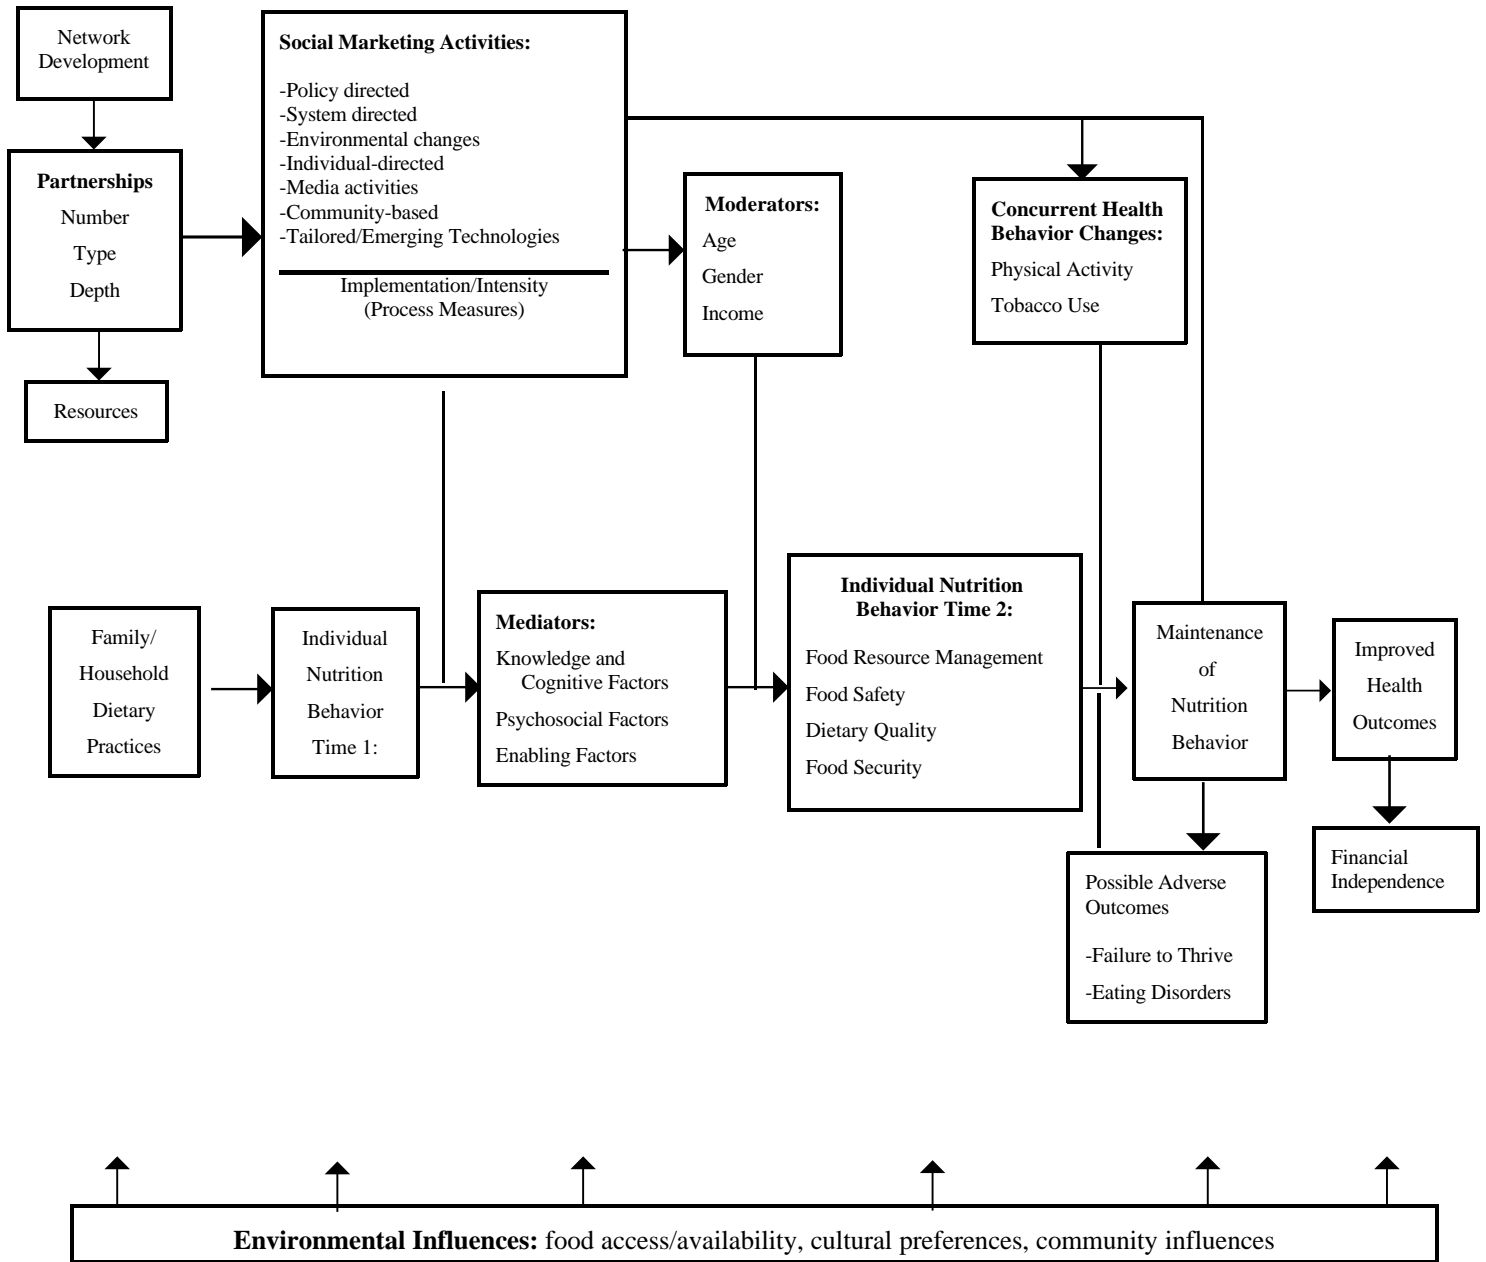 Network
Development
Partnerships
Number
Type
Depth
Resources
Social Marketing Activities:
-Policy directed
-System directed
-Environmental changes
-Individual-directed
-Media activities
-Community-based
-Tailored/Emerging Technologies
Implementation/Intensity
(Process Measures)
Moderators:
Age
Gender
Income
Concurrent Health
Behavior Changes:
Physical Activity
Tobacco Use
Family/
Household
Dietary
Practices
Individual
Nutrition
Behavior
Time 1:
Mediators:
Knowledge and
Cognitive Factors
Psychosocial Factors
Enabling Factors
Individual Nutrition
Behavior Time 2:
Food Resource Management
Food Safety
Dietary Quality
Food Security
Maintenance
of
Nutrition
Behavior
Improved
Health
Outcomes
Possible Adverse
Outcomes
-Failure to Thrive
-Eating Disorders
Financial
Independence
Environmental Influences: food access/availability, cultural preferences, community influences